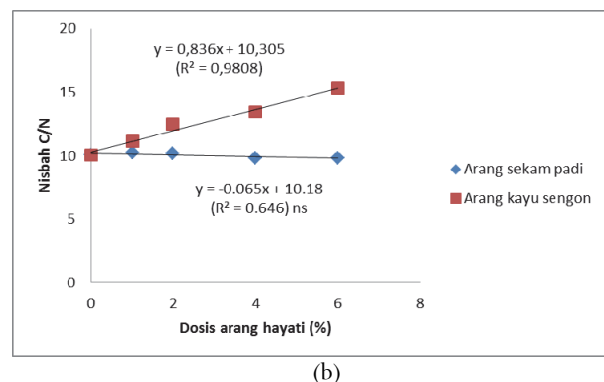 20
15
10
5
0
Nisbah C/N
y = 0,836x + 10,305
(R² = 0,9808)
y = -0.065x + 10.18
(R² = 0.646) ns
Arang sekam padi
Arang kayu sengon
0 2 4 6 8
Dosis arang hayati (%)
(b)